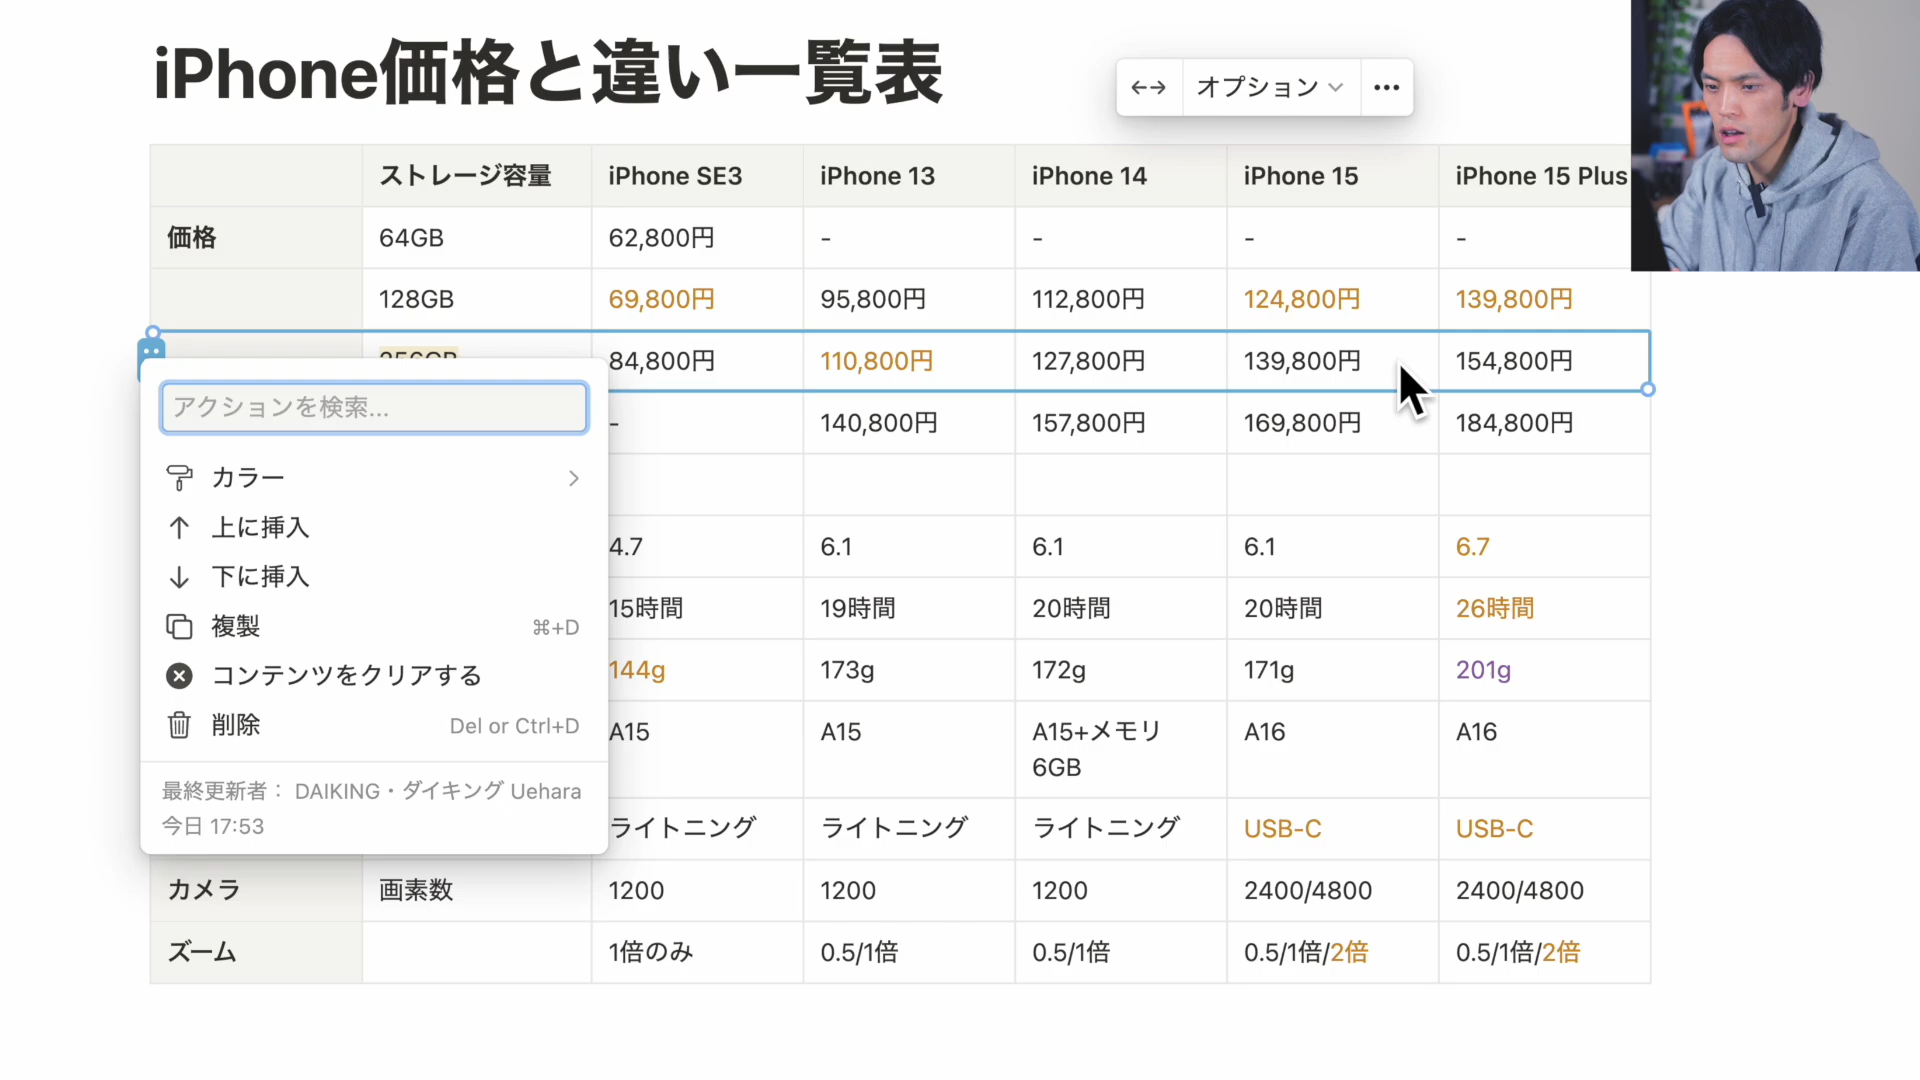 iPhone価格と違い一覧表
オプション
ストレージ容量 iPhone SE3 iPhone 13 iPhone 14 iPhone 15 iPhone 15 Plus
価格 64GB 62,800円 - - - -
128GB 69,800円 95,800円 112,800円 124,800円 139,800円
256GB 84,800円 110,800円 127,800円 139,800円 154,800円
アクションを検索...
- 140,800円 157,800円 169,800円 184,800円
カラー
上に挿入
4.7 6.1 6.1 6.1 6.7
下に挿入
15時間 19時間 20時間 20時間 26時間
複製 ⌘+D
144g 173g 172g 171g 201g
コンテンツをクリアする
削除 Del or Ctrl+D
A15 A15 A15+メモリ A16 A16
6GB
最終更新者： DAIKING・ダイキング Uehara
今日 17:53
ライトニング ライトニング ライトニング USB-C USB-C
カメラ 画素数 1200 1200 1200 2400/4800 2400/4800
ズーム 1倍のみ 0.5/1倍 0.5/1倍 0.5/1倍/2倍 0.5/1倍/2倍